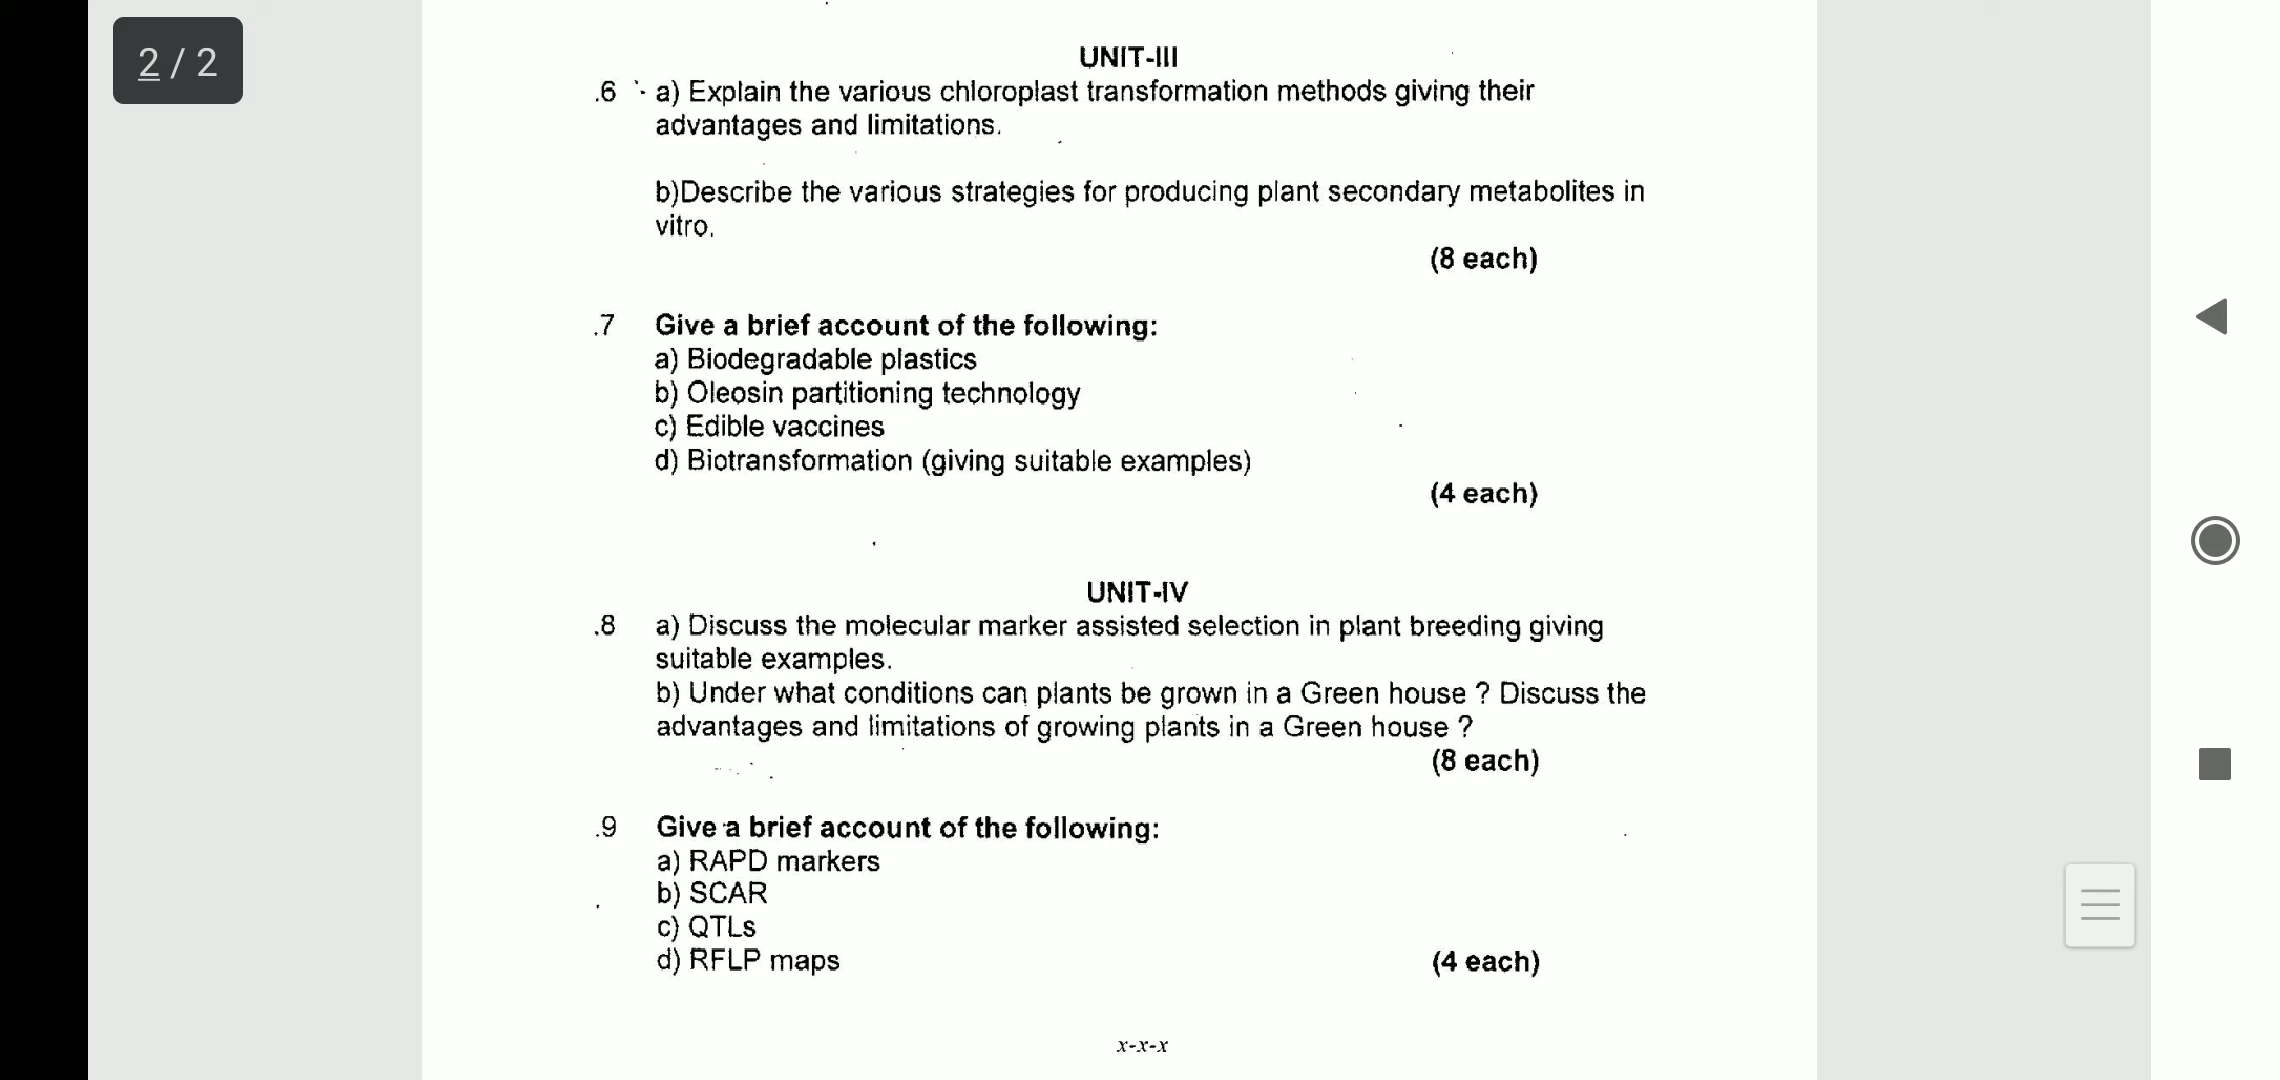 2 / 2
UNIT-III
.6 a) Explain the various chloroplast transformation methods giving their
advantages and limitations.
b)Describe the various strategies for producing plant secondary metabolites in
vitro.
(8 each)
.7 Give a brief account of the following:
a) Biodegradable plastics
b) Oleosin partitioning technology
c) Edible vaccines
d) Biotransformation (giving suitable examples)
(4 each)
UNIT-IV
.8 a) Discuss the molecular marker assisted selection in plant breeding giving
suitable examples.
b) Under what conditions can plants be grown in a Green house ? Discuss the
advantages and limitations of growing plants in a Green house ?
(8 each)
.9 Give a brief account of the following:
a) RAPD markers
b) SCAR
c) QTLs
d) RFLP maps (4 each)
x-x-x